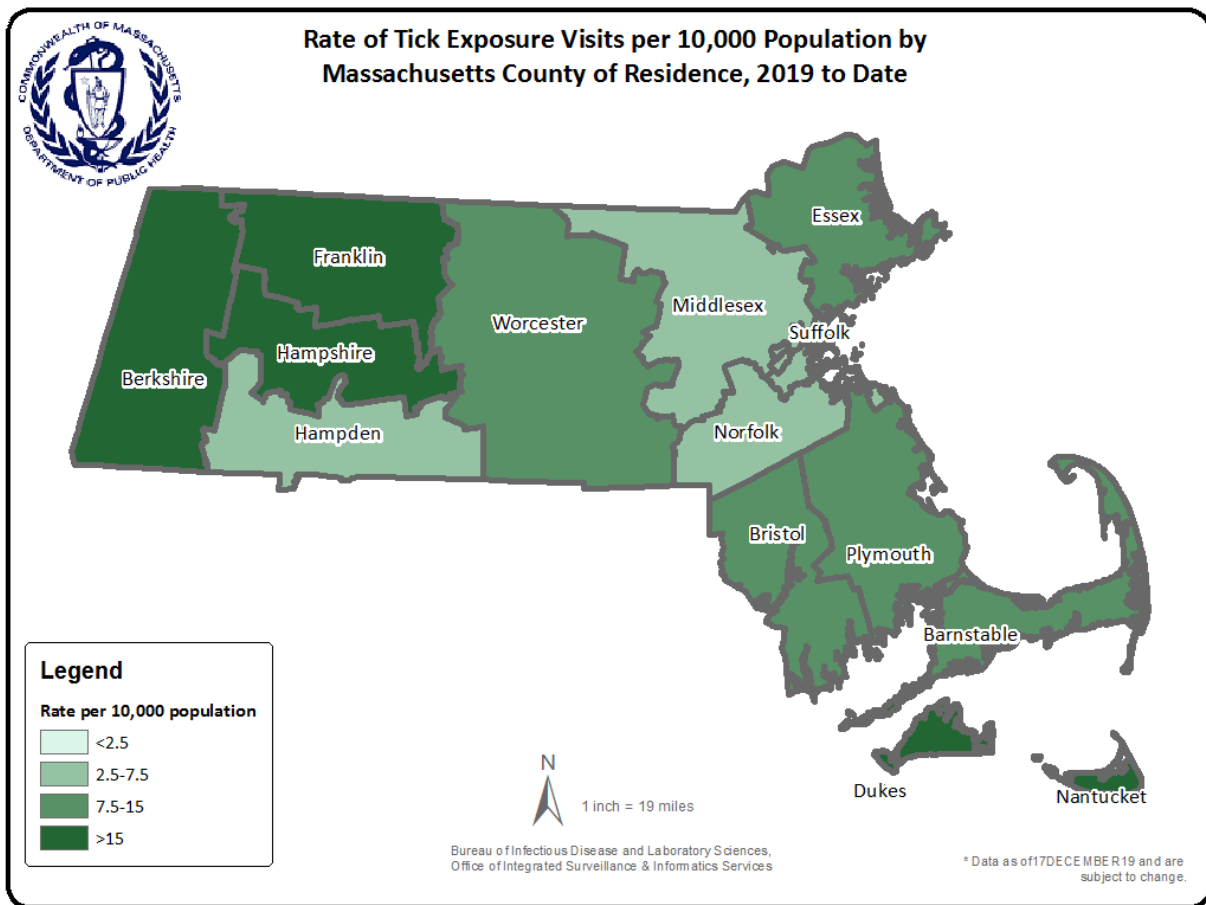 COMMONWEALTH OF MASSACHUSETTS
DEPARTMENT OF PUBLIC HEALTH
Rate of Tick Exposure Visits per 10,000 Population by
Massachusetts County of Residence, 2019 to Date
Essex
Franklin
Middlesex
Worcester
Suffolk
Hampshire
Berkshire
Hampden
Norfolk
Bristol
Plymouth
Barnstable
Dukes
Nantucket
Legend
Rate per 10,000 population
<2.5
2.5-7.5
7.5-15
>15
N
1 inch = 19 miles
Bureau of Infectious Disease and Laboratory Sciences,
Office of Integrated Surveillance & Informatics Services
* Data as of17DECEMBER19 and are
subject to change.